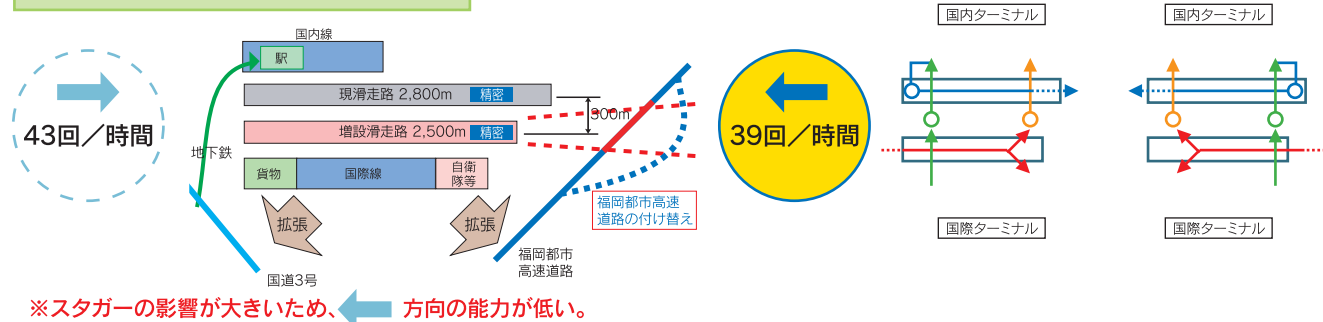 国内線
駅
現滑走路 2,800m 精密
300m
増設滑走路 2,500m 精密
43回／時間
地下鉄
貨物
国際線
自衛
隊等
拡張
拡張
国道3号
福岡都市高速
道路の付け替え
福岡都市
高速道路
39回／時間
国内ターミナル
国際ターミナル
国内ターミナル
国際ターミナル
※スタガーの影響が大きいため、 方向の能力が低い。